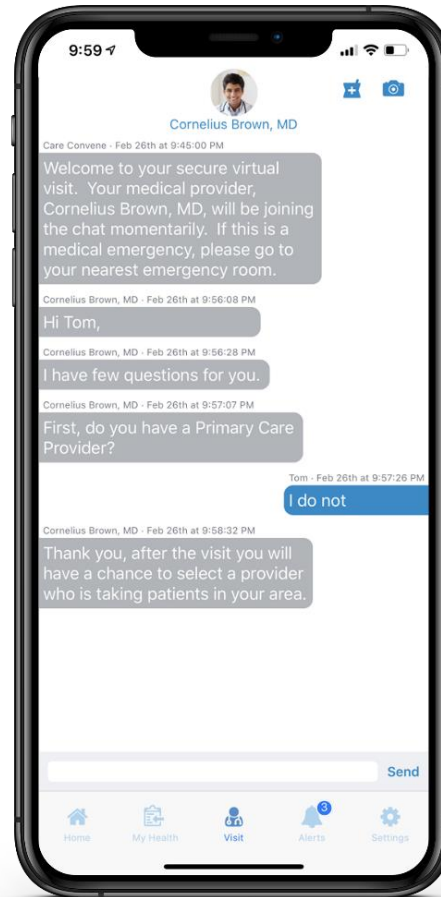 9:59
Cornelius Brown, MD
Care Convene - Feb 26th at 9:45:00 PM
Welcome to your secure virtual
visit. Your medical provider,
Cornelius Brown, MD, will be joining
the chat momentarily. If this is a
medical emergency, please go to
your nearest emergency room.
Cornelius Brown, MD - Feb 26th at 9:56:08 PM
Hi Tom,
Cornelius Brown, MD - Feb 26th at 9:56:28 PM
I have few questions for you.
Cornelius Brown, MD - Feb 26th at 9:57:07 PM
First, do you have a Primary Care
Provider?
Tom - Feb 26th at 9:57:26 PM
I do not
Cornelius Brown, MD - Feb 26th at 9:58:32 PM
Thank you, after the visit you will
have a chance to select a provider
who is taking patients in your area.
Send
3
Home My Health Visit Alerts Settings